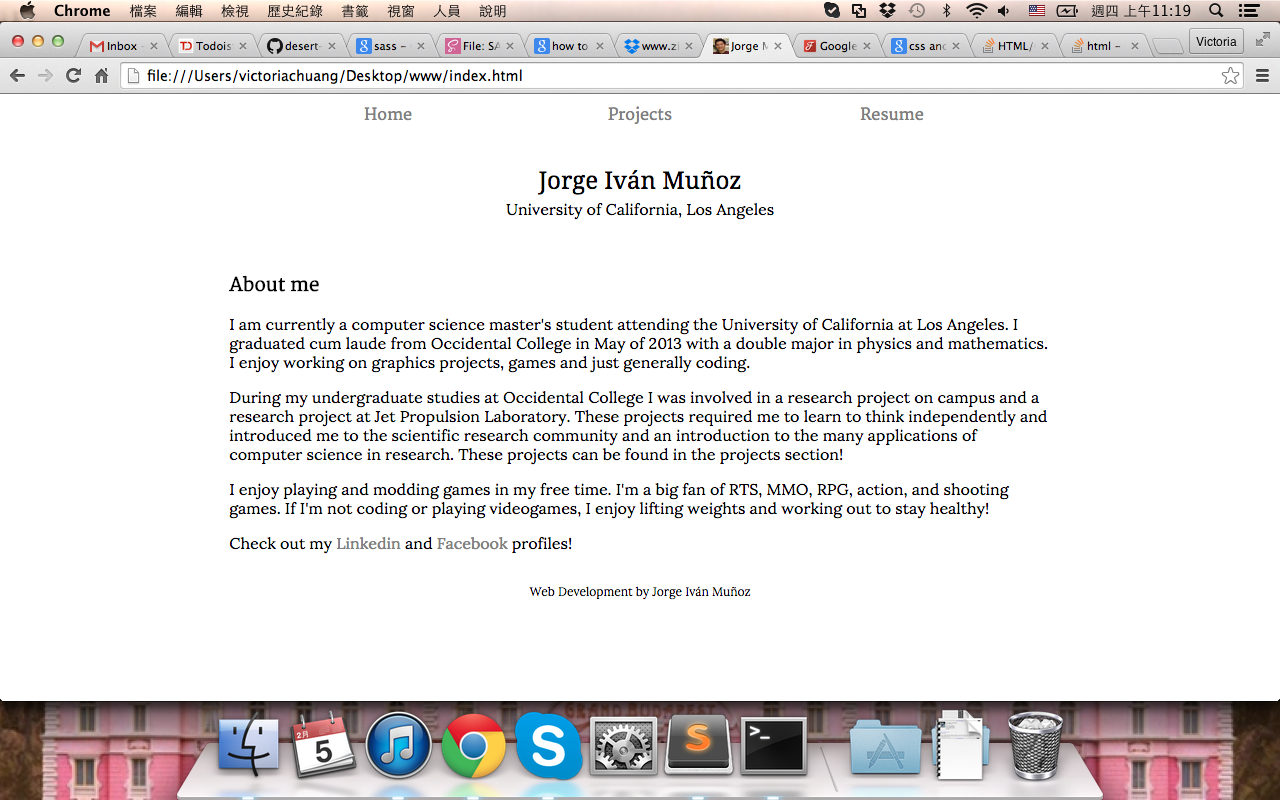 Chrome 檔案 編輯 檢視 歷史紀錄 書籤 視窗 人員 說明 週四 上午11:19
Inbox - Todois desert- sass – File: SA how to www.zi Jorge M Google css and HTML/ html – Victoria
file:///Users/victoriachuang/Desktop/www/index.html
Home Projects Resume
Jorge Iván Muñoz
University of California, Los Angeles
About me
I am currently a computer science master's student attending the University of California at Los Angeles. I
graduated cum laude from Occidental College in May of 2013 with a double major in physics and mathematics.
I enjoy working on graphics projects, games and just generally coding.
During my undergraduate studies at Occidental College I was involved in a research project on campus and a
research project at Jet Propulsion Laboratory. These projects required me to learn to think independently and
introduced me to the scientific research community and an introduction to the many applications of
computer science in research. These projects can be found in the projects section!
I enjoy playing and modding games in my free time. I'm a big fan of RTS, MMO, RPG, action, and shooting
games. If I'm not coding or playing videogames, I enjoy lifting weights and working out to stay healthy!
Check out my Linkedin and Facebook profiles!
Web Development by Jorge Iván Muñoz
GRAND BUDAPEST
2月
5